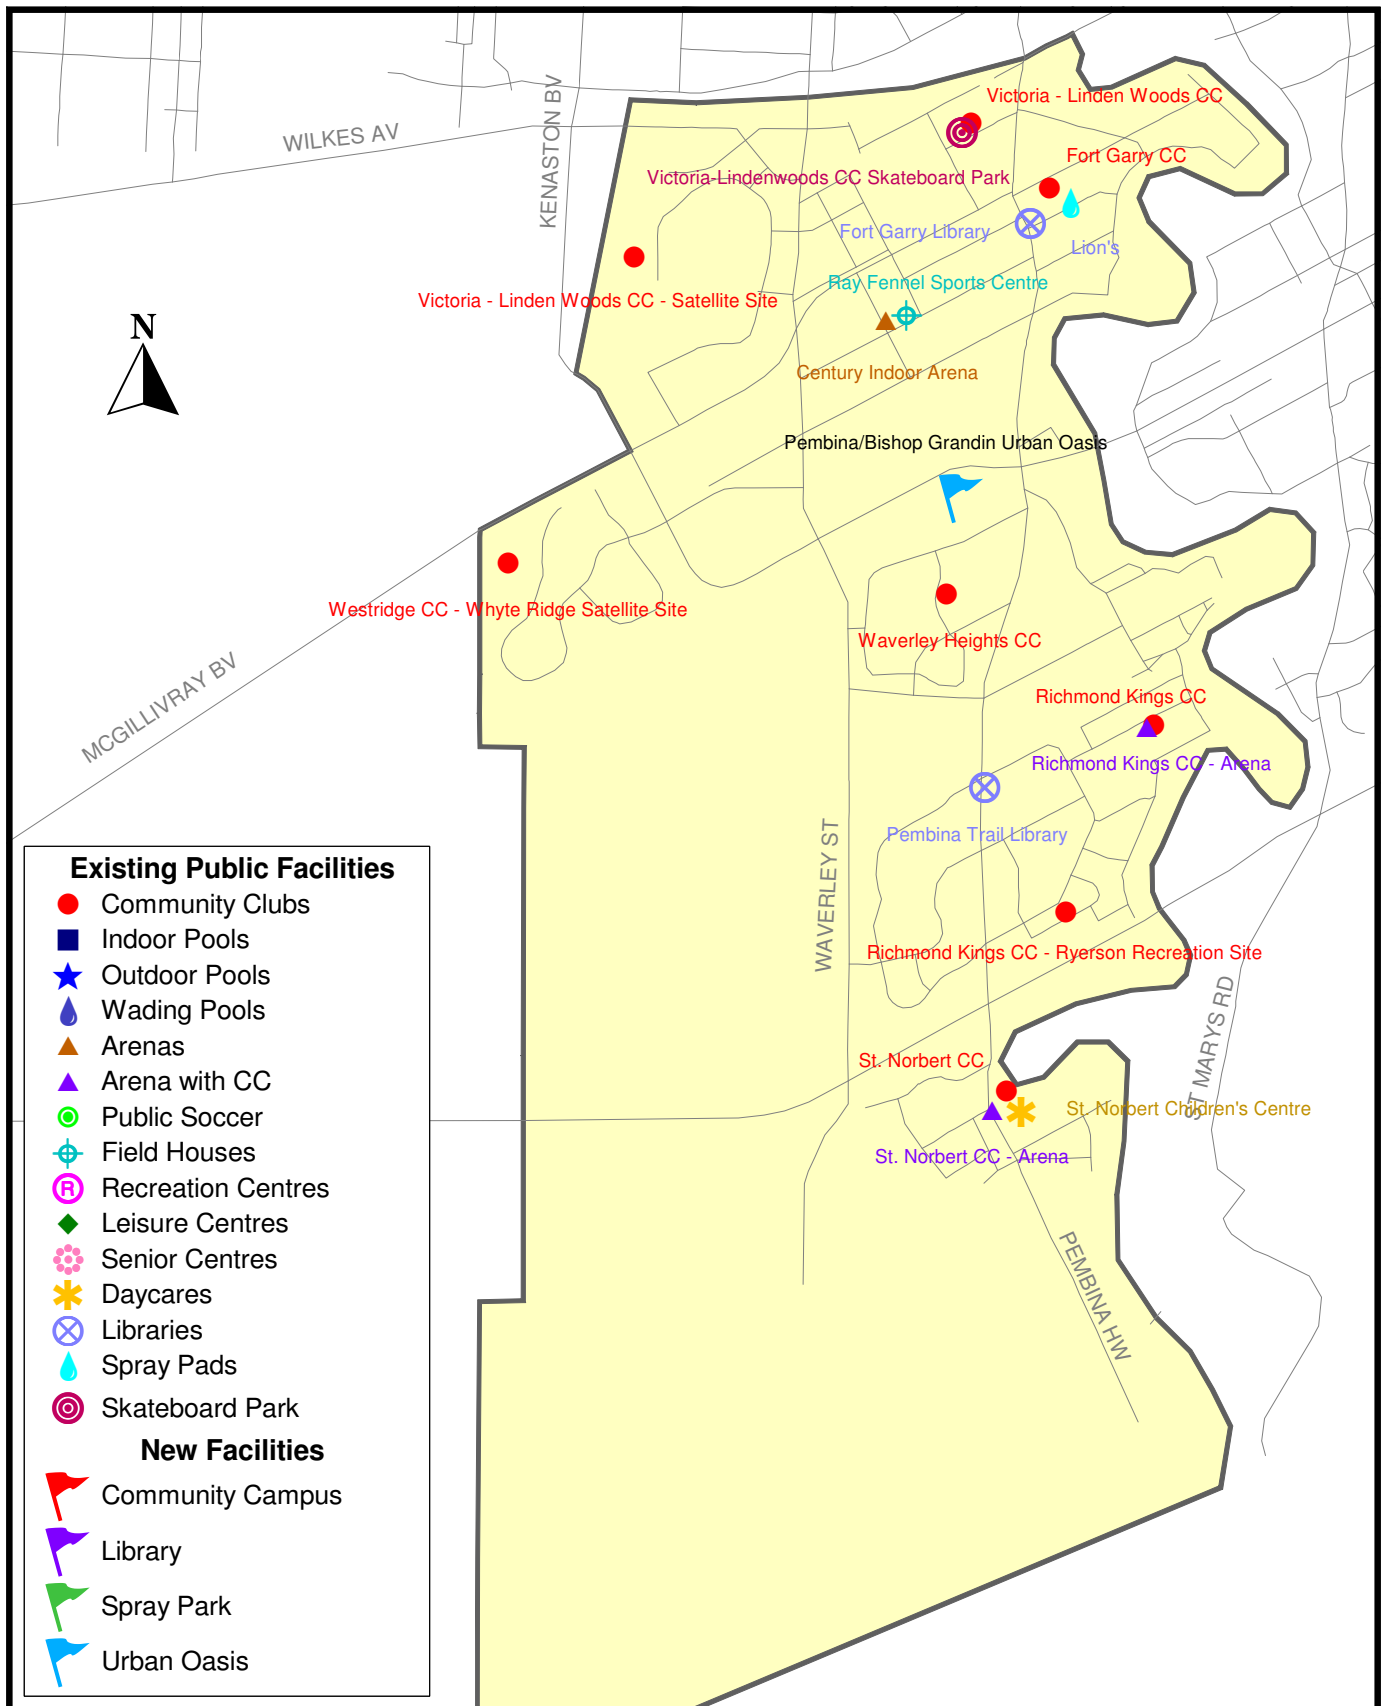 Victoria - Linden Woods CC
WILKES AV
KENASTON BV
Fort Garry CC
Victoria-Lindenwoods CC Skateboard Park
Fort Garry Library
Lion's
Ray Fennel Sports Centre
Victoria - Linden Woods CC - Satellite Site
N
Century Indoor Arena
Pembina/Bishop Grandin Urban Oasis
Westridge CC - Whyte Ridge Satellite Site
Waverley Heights CC
MCGILLIVRAY BV
Richmond Kings CC
Richmond Kings CC - Arena
Pembina Trail Library
WAVERLEY ST
Richmond Kings CC - Ryerson Recreation Site
ST MARYS RD
St. Norbert CC
St. Norbert Children's Centre
St. Norbert CC - Arena
PEMBINA HW
Existing Public Facilities
Community Clubs
Indoor Pools
Outdoor Pools
Wading Pools
Arenas
Arena with CC
Public Soccer
Field Houses
R Recreation Centres
Leisure Centres
Senior Centres
Daycares
Libraries
Spray Pads
Skateboard Park
New Facilities
Community Campus
Library
Spray Park
Urban Oasis